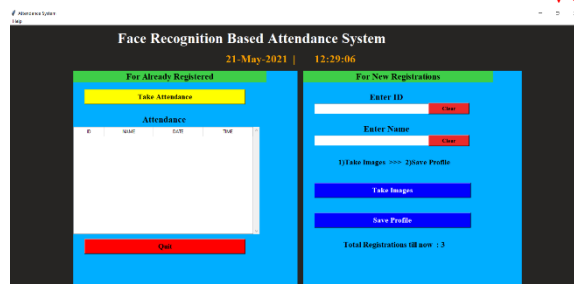 Attendance System
Help
Face Recognition Based Attendance System
21-May-2021 | 12:29:06
For Already Registered
Take Attendance
Attendance
ID NAME DATE TIME
Quit
For New Registrations
Enter ID
Clear
Enter Name
Clear
1)Take Images >>> 2)Save Profile
Take Images
Save Profile
Total Registrations till now : 3